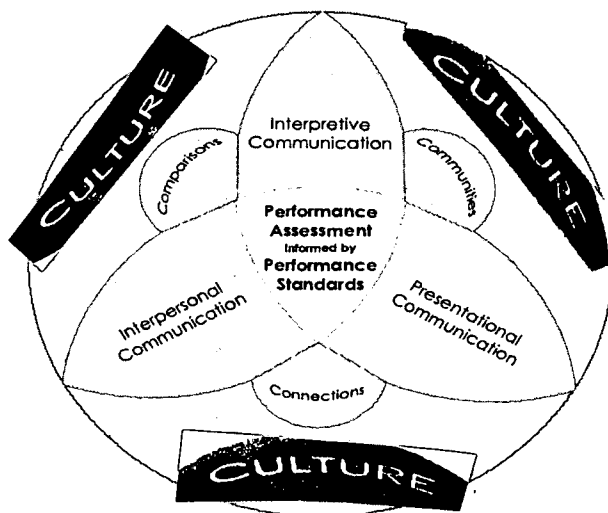 CULTURE
CULTURE
Interpretive
Communication
Comparisons
Communities
Performance
Assessment
Informed by
Performance
Standards
Interpersonal
Communication
Presentational
Communication
Connections
CULTURE